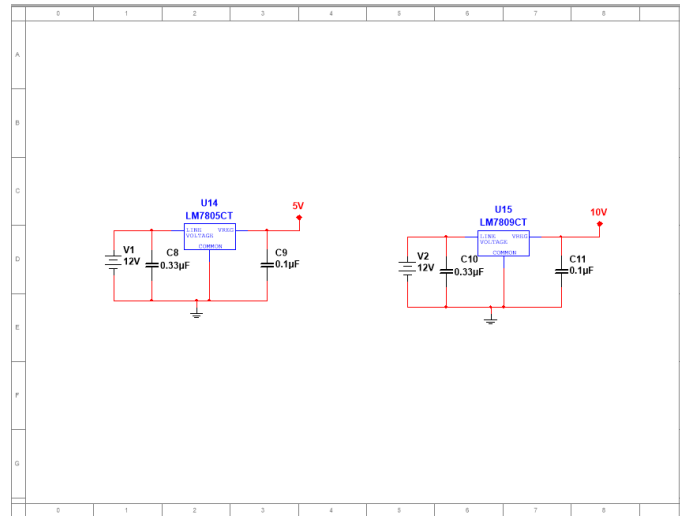 0 1 2 3 4 5 6 7 8
A
B
C
D
E
F
G
U14
LM7805CT
5V
LINE VREG
VOLTAGE
COMMON
V1
12V
C8
0.33µF
C9
0.1µF
U15
LM7809CT
10V
LINE VREG
VOLTAGE
COMMON
V2
12V
C10
0.33µF
C11
0.1µF
0 1 2 3 4 5 6 7 8